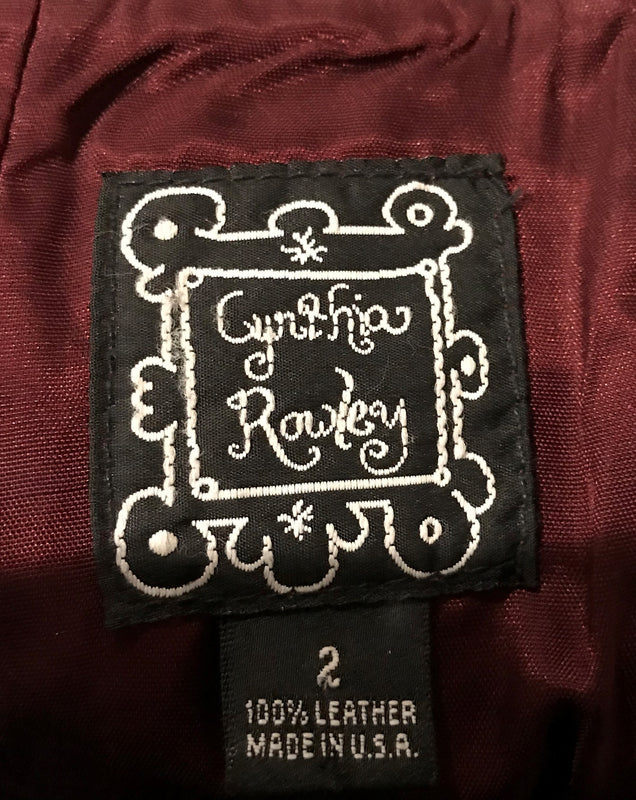 Cynthia
Rowley
2
100% LEATHER
MADE IN U.S.A.